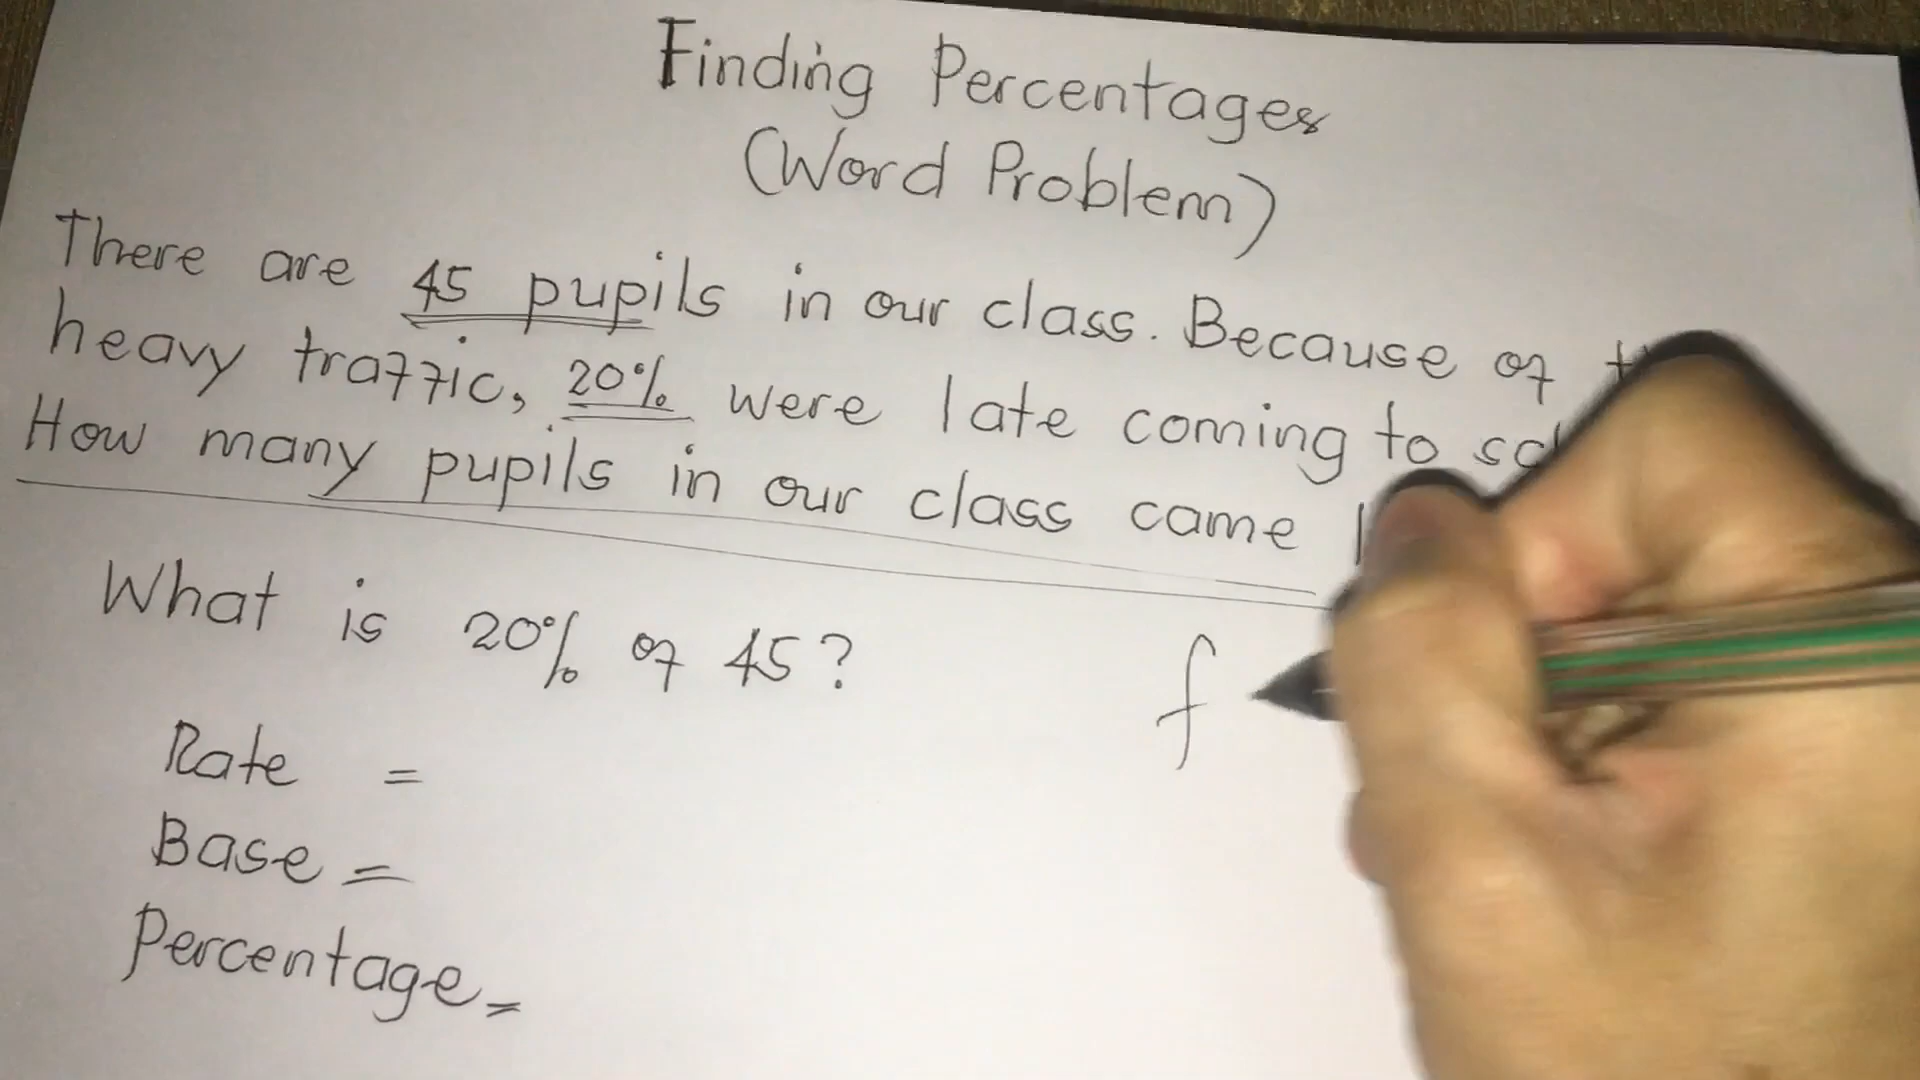 Finding Percentages
(Word Problem)
There are 45 pupils in our class. Because of
heavy traffic, 20% were late coming to
How many pupils in our class came
What is 20% of 45?
f
Rate =
Base =
Percentage =